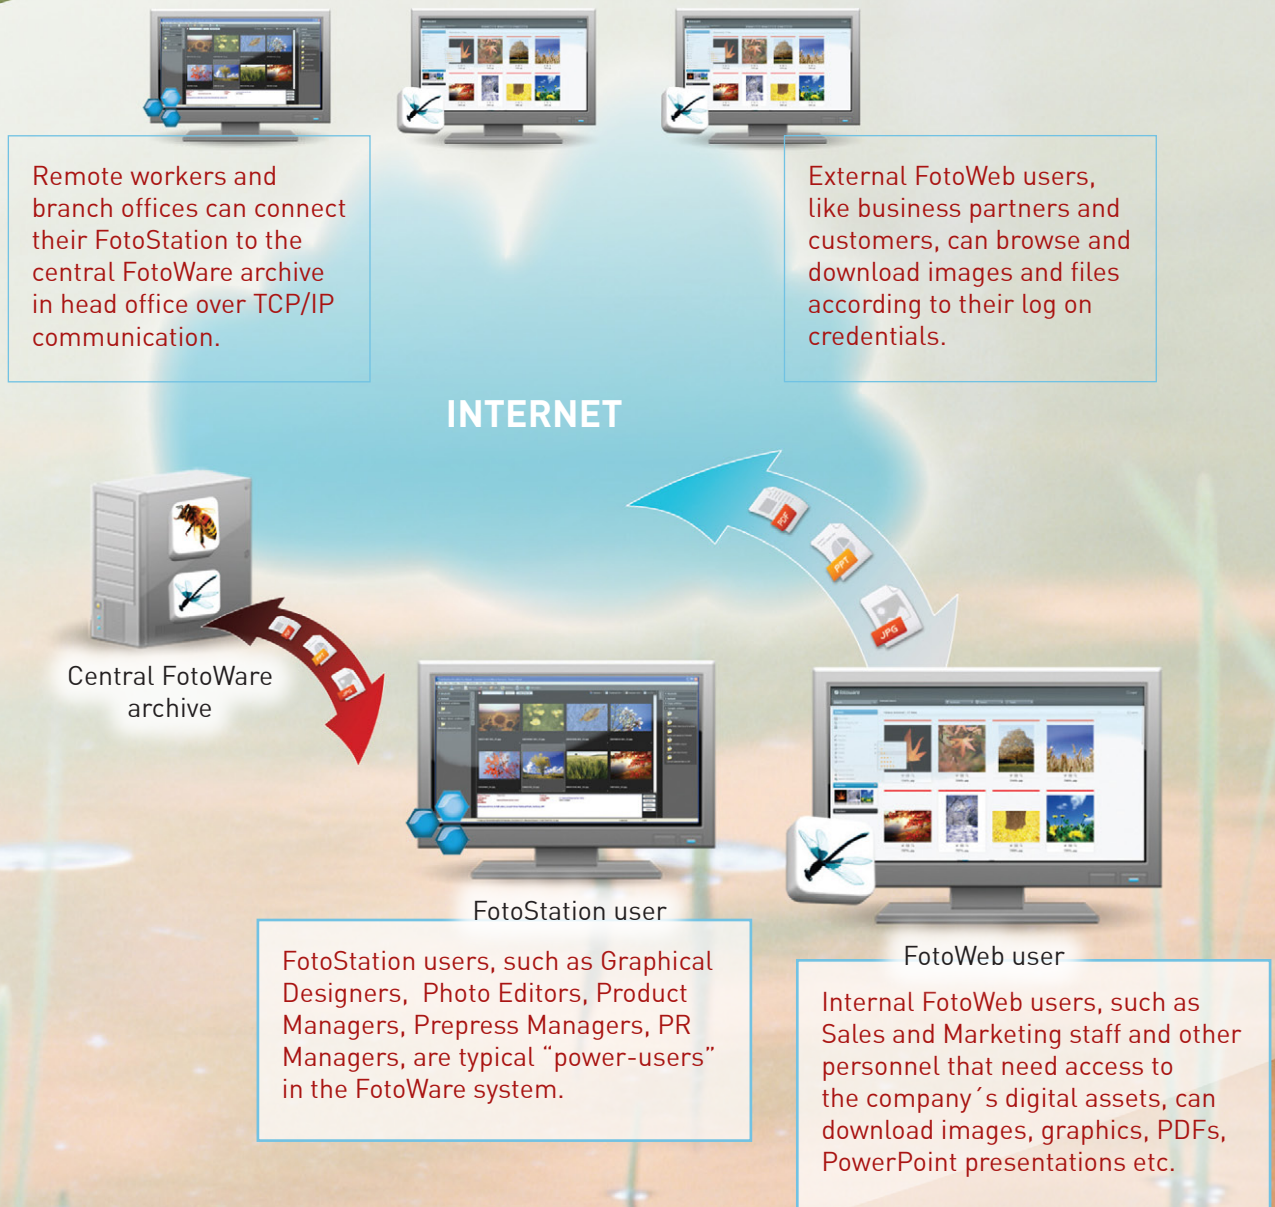 Remote workers and
branch offices can connect
their FotoStation to the
central FotoWare archive
in head office over TCP/IP
communication.
External FotoWeb users,
like business partners and
customers, can browse and
download images and files
according to their log on
credentials.
INTERNET
PDF
PPT
JPG
Central FotoWare
archive
FotoStation user
FotoStation users, such as Graphical
Designers,  Photo Editors, Product
Managers, Prepress Managers, PR
Managers, are typical “power-users”
in the FotoWare system.
FotoWeb user
Internal FotoWeb users, such as
Sales and Marketing staff and other
personnel that need access to
the company´s digital assets, can
download images, graphics, PDFs,
PowerPoint presentations etc.